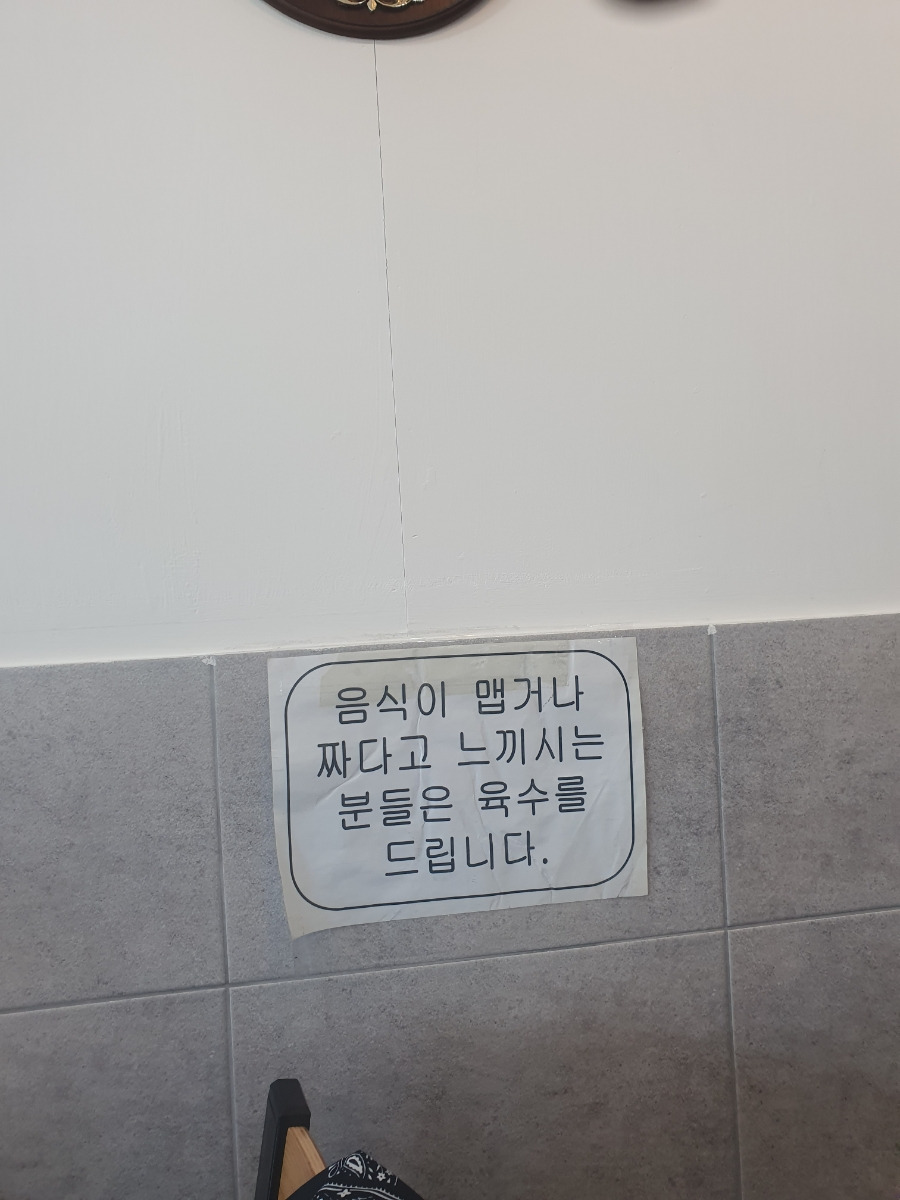 음식이 맵거나
짜다고 느끼시는
분들은 육수를
드립니다.